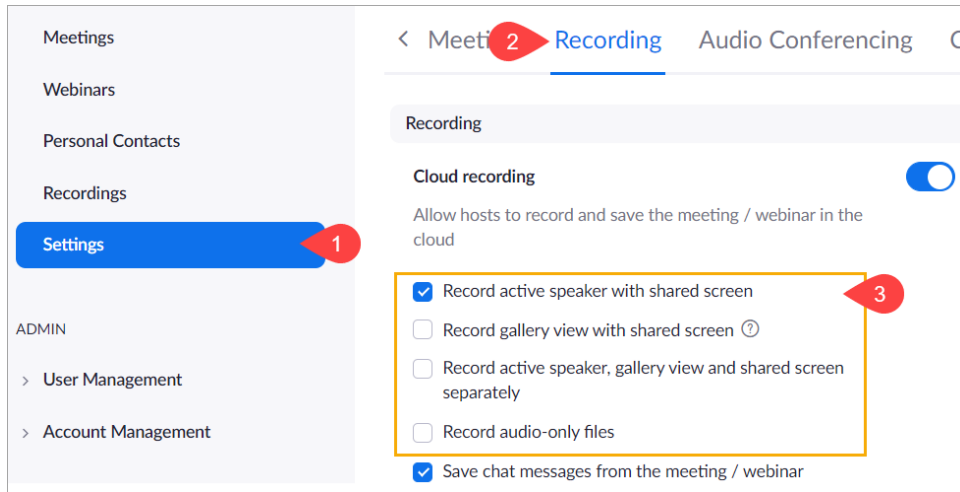 Meetings
Webinars
Personal Contacts
Recordings
Settings
1
ADMIN
User Management
Account Management
2
Recording
Audio Conferencing
Recording
Cloud recording
Allow hosts to record and save the meeting / webinar in the
cloud
Record active speaker with shared screen
3
Record gallery view with shared screen ?
Record active speaker, gallery view and shared screen
separately
Record audio-only files
Save chat messages from the meeting / webinar